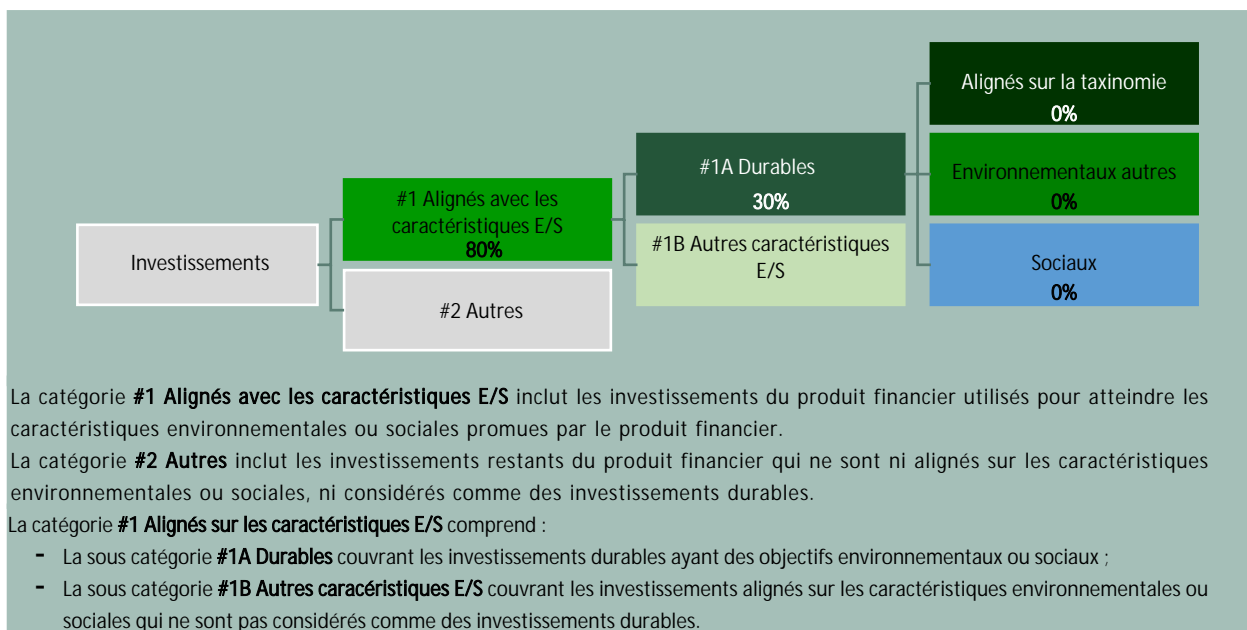 Alignés sur la taxinomie
0%
#1A Durables
30%
Environnementaux autres
0%
#1 Alignés avec les
caractéristiques E/S
80%
#1B Autres caractéristiques
E/S
Investissements
Sociaux
0%
#2 Autres
La catégorie #1 Alignés avec les caractéristiques E/S inclut les investissements du produit financier utilisés pour atteindre les
caractéristiques environnementales ou sociales promues par le produit financier.
La catégorie #2 Autres inclut les investissements restants du produit financier qui ne sont ni alignés sur les caractéristiques
environnementales ou sociales, ni considérés comme des investissements durables.
La catégorie #1 Alignés sur les caractéristiques E/S comprend :
- La sous catégorie #1A Durables couvrant les investissements durables ayant des objectifs environnementaux ou sociaux ;
- La sous catégorie #1B Autres caracéristiques E/S couvrant les investissements alignés sur les caractéristiques environnementales ou
sociales qui ne sont pas considérés comme des investissements durables.